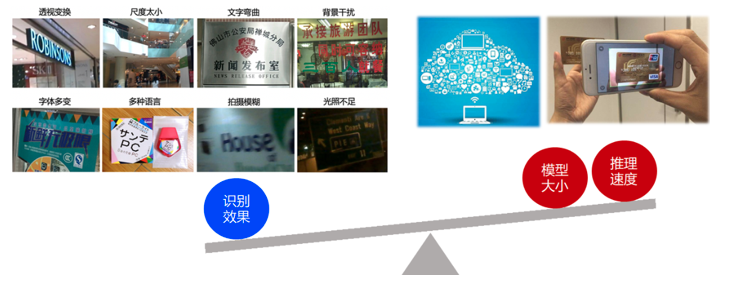 透视变换
尺度太小
文字弯曲
背景干扰
ROBINSONS
佛山市公安局禅城分局
新闻发布室
NEWS RELEASE OFFICE
承接旅游团队
字体多变
多种语言
拍摄模糊
光照不足
サンテ
PC
House
West Coast Way
VISA
识别
效果
模型
大小
推理
速度